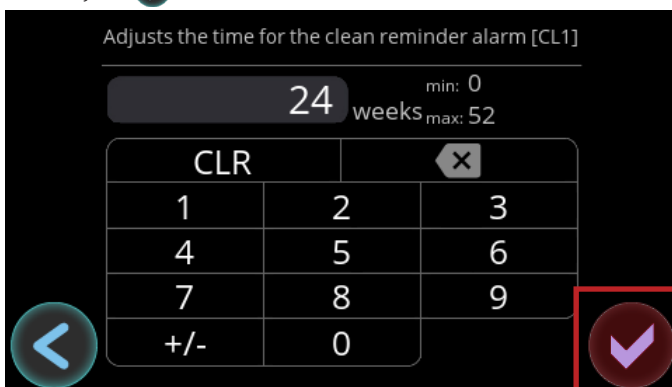 Adjusts the time for the clean reminder alarm [CL1]
24 weeks min: 0
max: 52
CLR
1 2 3
4 5 6
7 8 9
+/- 0